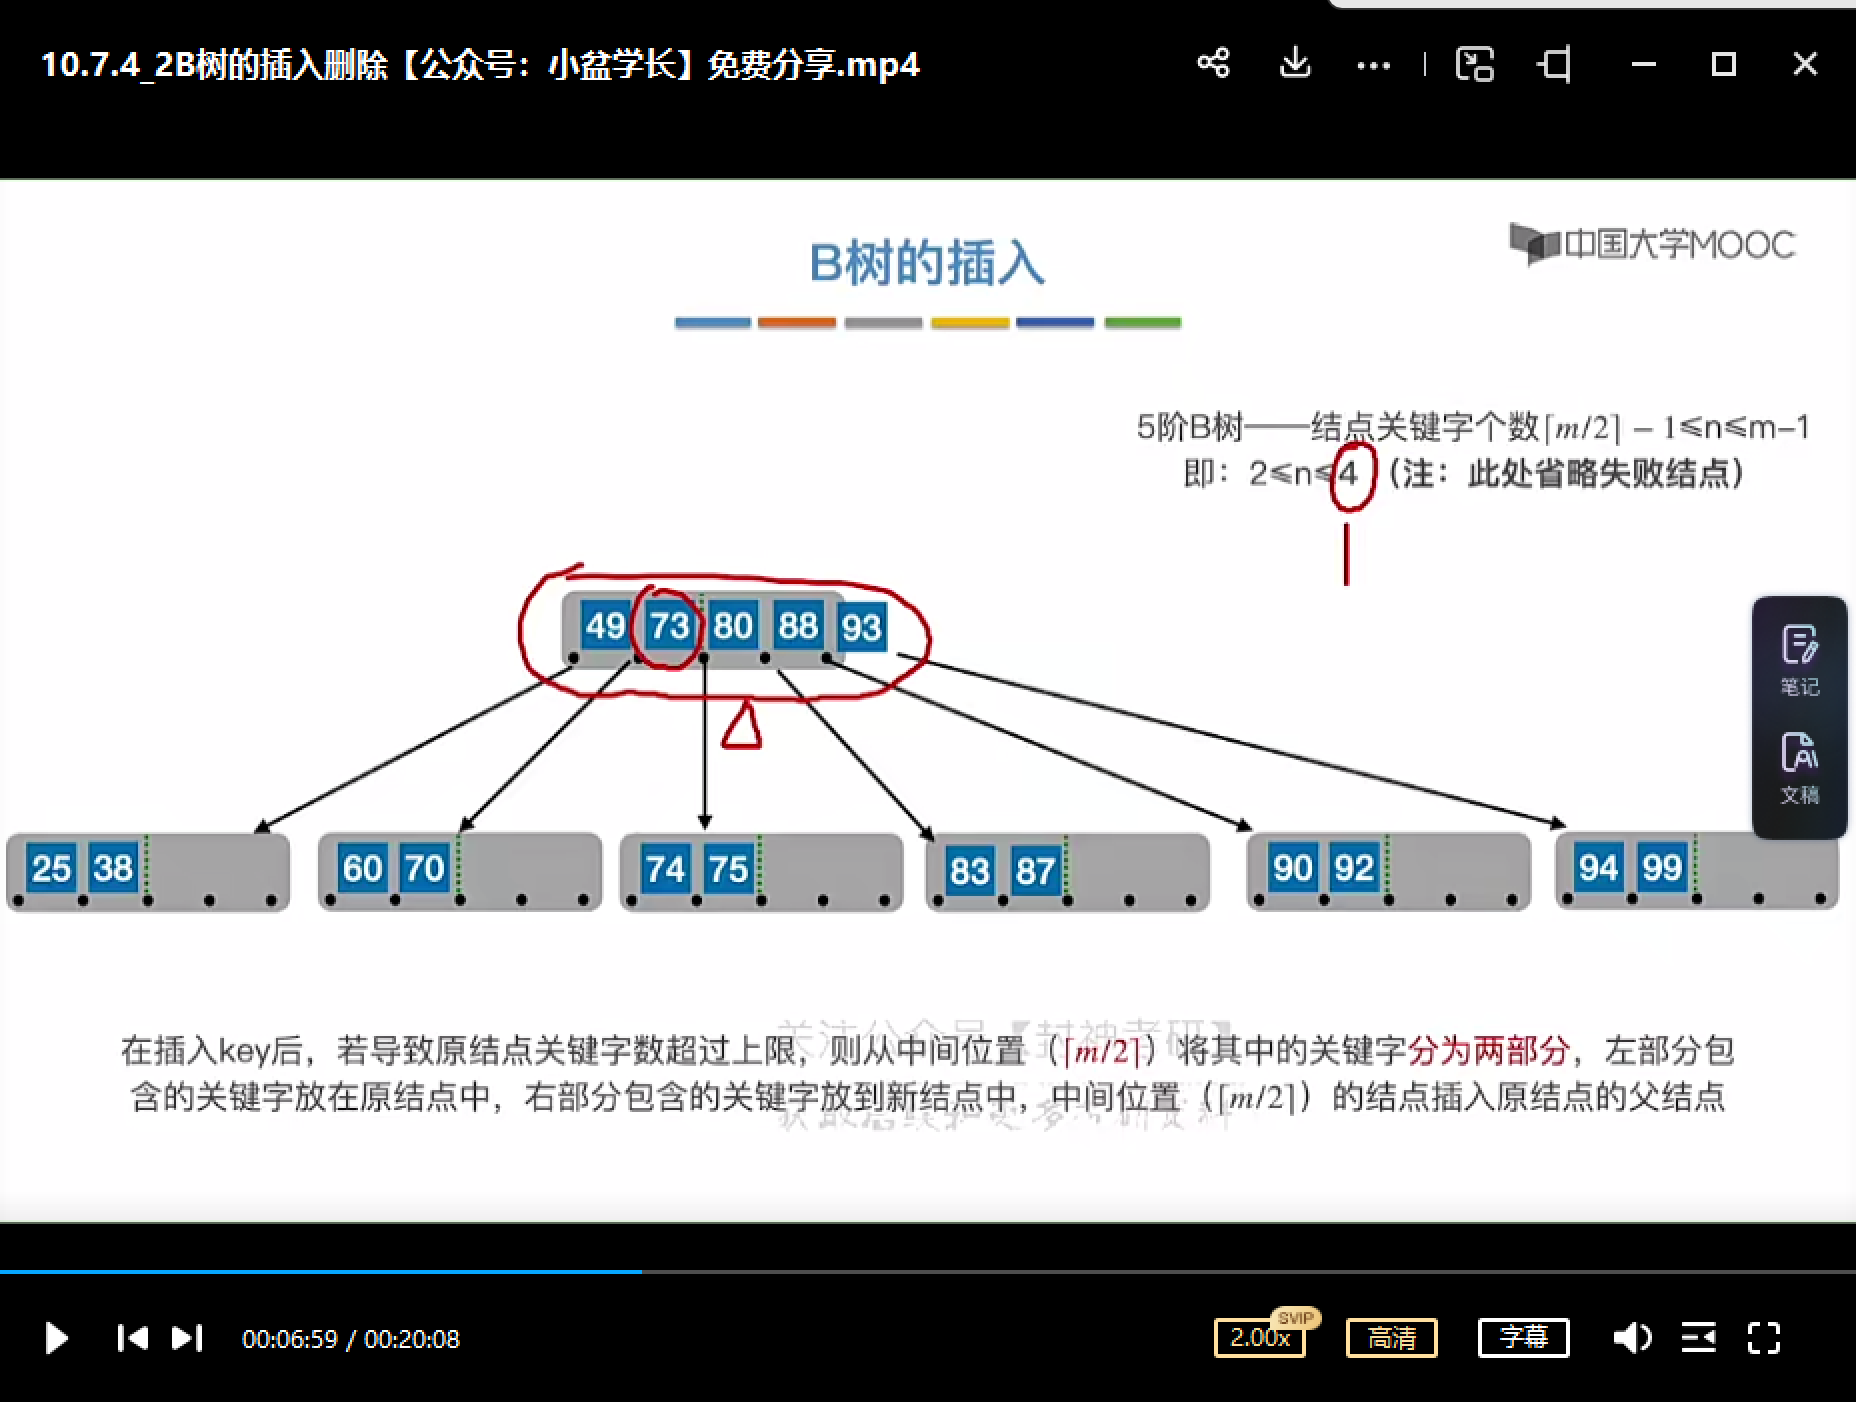 10.7.4_2B树的插入删除【公众号：小盆学长】免费分享.mp4
中国大学MOOC
B树的插入
5阶B树——结点关键字个数⌈m/2⌉ − 1≤n≤m−1
即：2≤n≤4（注：此处省略失败结点）
49 73 80 88 93
笔记
文稿
25 38 60 70 74 75 83 87 90 92 94 99
关注公众号【封神考研】
在插入key后，若导致原结点关键字数超过上限，则从中间位置（⌈m/2⌉）将其中的关键字分为两部分，左部分包
含的关键字放在原结点中，右部分包含的关键字放到新结点中，中间位置（⌈m/2⌉）的结点插入原结点的父结点
00:06:59 / 00:20:08
SVIP
2.00x 高清 字幕